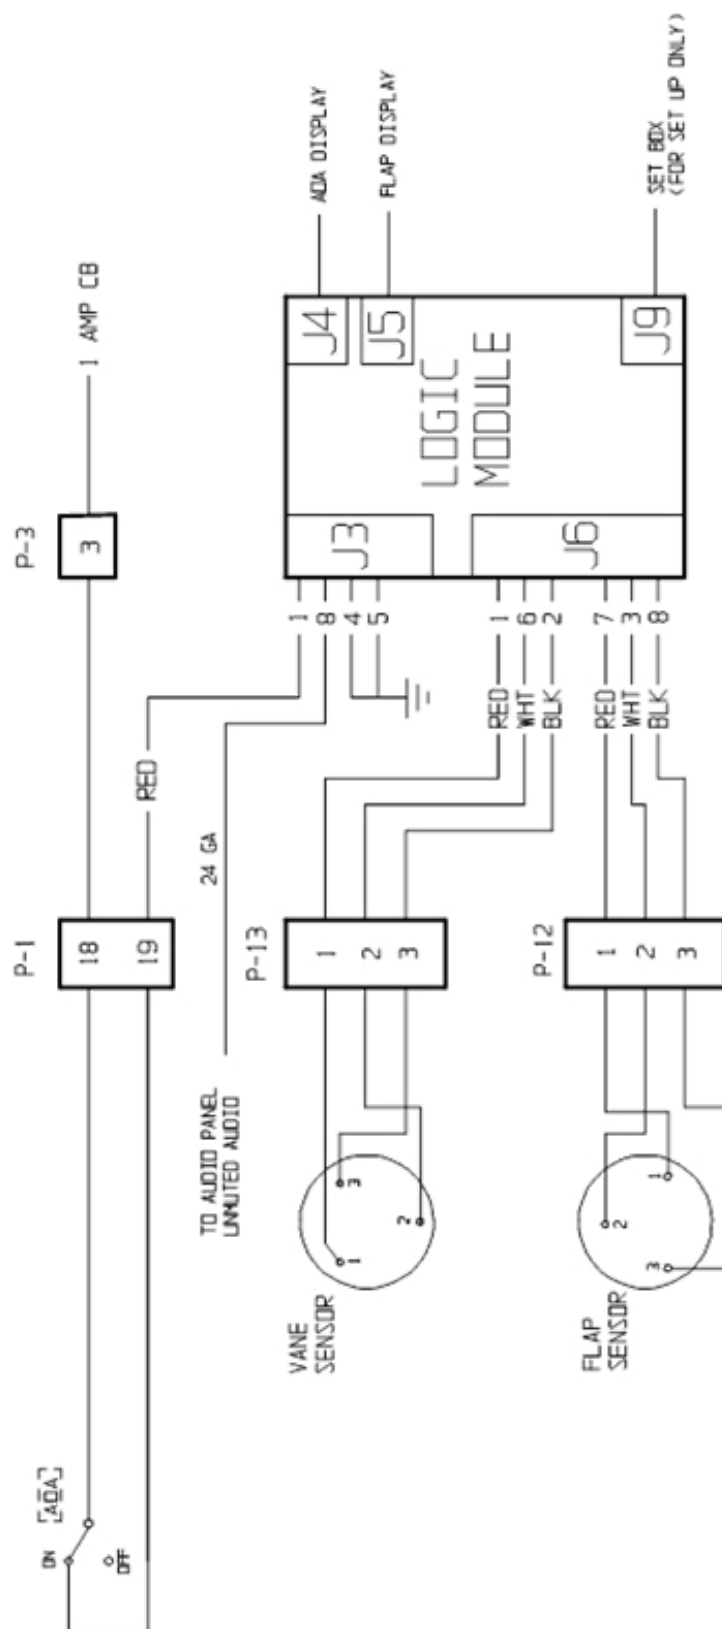 AOA DISPLAY
FLAP DISPLAY
SET BOX
(FOR SET UP ONLY)
1 AMP CB
J4
J5
J9
LOGIC
MODULE
P-3
3
J3
J6
1
8
4
5
1
6
2
7
3
8
RED
WHT
BLK
RED
WHT
BLK
RED
24 GA
P-1
18
19
P-13
1
2
3
P-12
1
2
3
TO AUDIO PANEL
UNMUTED AUDIO
3
2
1
1
2
3
VANE
SENSOR
FLAP
SENSOR
[AOA]
ON
OFF